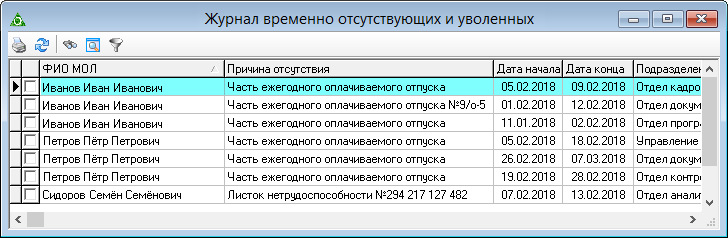 Журнал временно отсутствующих и уволенных
ФИО МОЛ Причина отсутствия Дата начала Дата конца Подразделен
Иванов Иван Иванович Часть ежегодного оплачиваемого отпуска 05.02.2018 09.02.2018 Отдел кадро
Иванов Иван Иванович Часть ежегодного оплачиваемого отпуска №9/о-5 01.02.2018 12.02.2018 Отдел докум
Иванов Иван Иванович Часть ежегодного оплачиваемого отпуска 11.01.2018 02.02.2018 Отдел прогр
Петров Пётр Петрович Часть ежегодного оплачиваемого отпуска 05.02.2018 18.02.2018 Управление
Петров Пётр Петрович Часть ежегодного оплачиваемого отпуска 26.02.2018 07.03.2018 Отдел докум
Петров Пётр Петрович Часть ежегодного оплачиваемого отпуска 19.02.2018 28.02.2018 Отдел контро
Сидоров Семён Семёнович Листок нетрудоспособности №294 217 127 482 07.02.2018 13.02.2018 Отдел анали